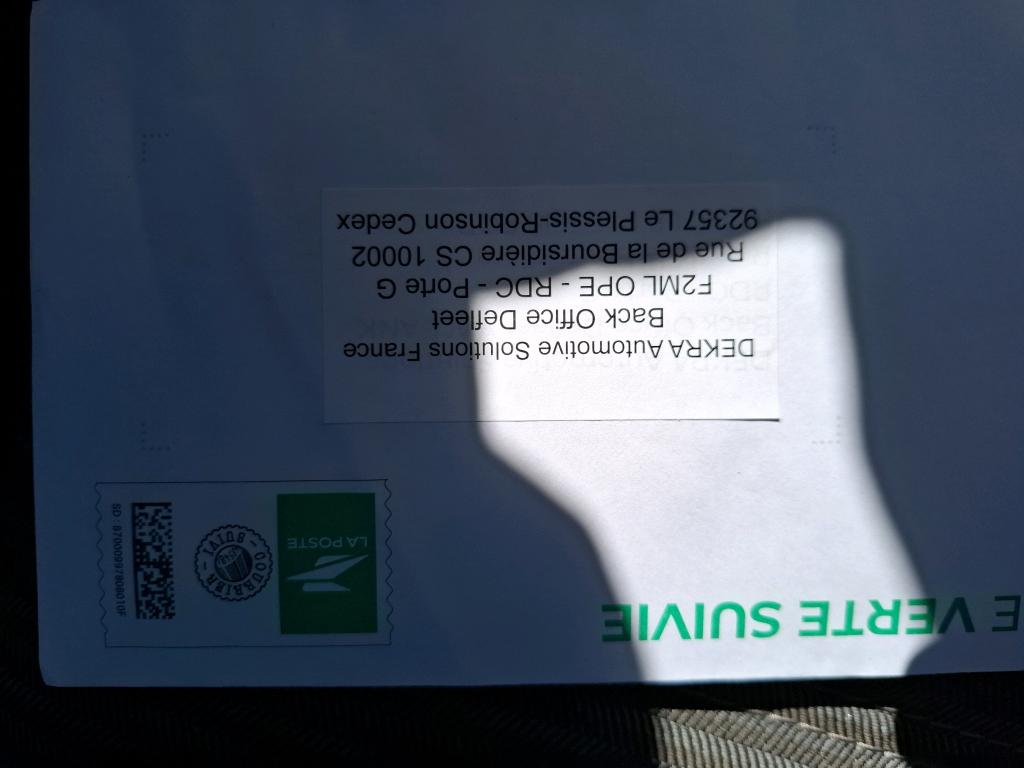 E VERTE SUIVIE
LA POSTE
COURRIER - SUIVI -
SD :
DEKRA Automotive Solutions France
Back Office Defleet
F2ML OPE - RDC - Porte G
Rue de la Boursidière CS 10002
92357 Le Plessis-Robinson Cedex